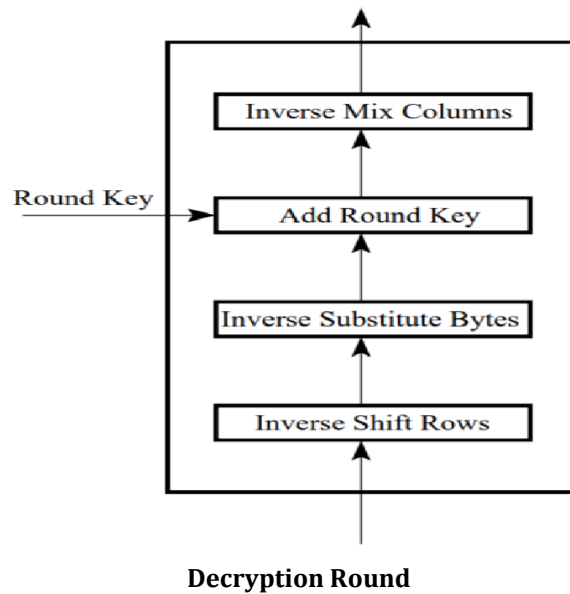 Inverse Mix Columns
Round Key
Add Round Key
Inverse Substitute Bytes
Inverse Shift Rows
Decryption Round